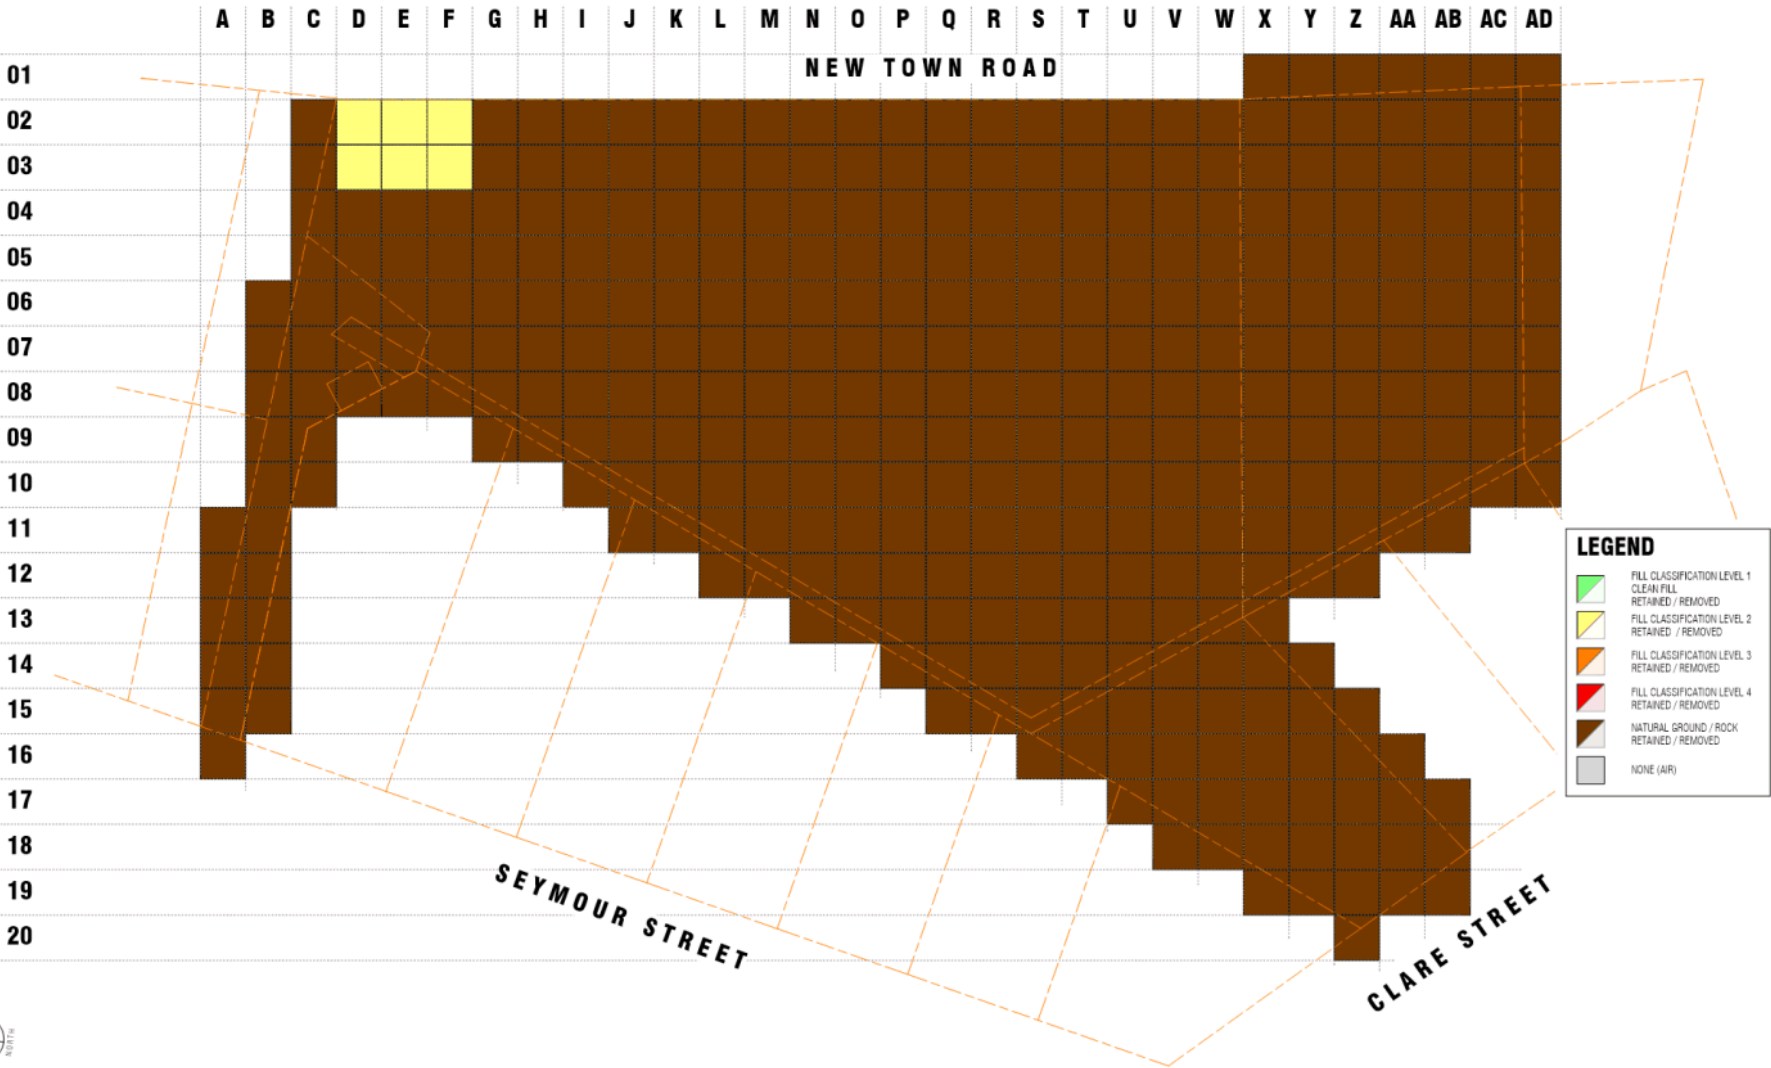 A B C D E F G H I J K L M N O P Q R S T U V W X Y Z AA AB AC AD
01
NEW TOWN ROAD
02
03
04
05
06
07
08
09
10
11
12
13
14
15
16
17
18
19
20
LEGEND
FILL CLASSIFICATION LEVEL 1
CLEAN FILL
RETAINED / REMOVED
FILL CLASSIFICATION LEVEL 2
RETAINED / REMOVED
FILL CLASSIFICATION LEVEL 3
RETAINED / REMOVED
FILL CLASSIFICATION LEVEL 4
RETAINED / REMOVED
NATURAL GROUND / ROCK
RETAINED / REMOVED
NONE (AIR)
SEYMOUR STREET
CLARE STREET
NORTH